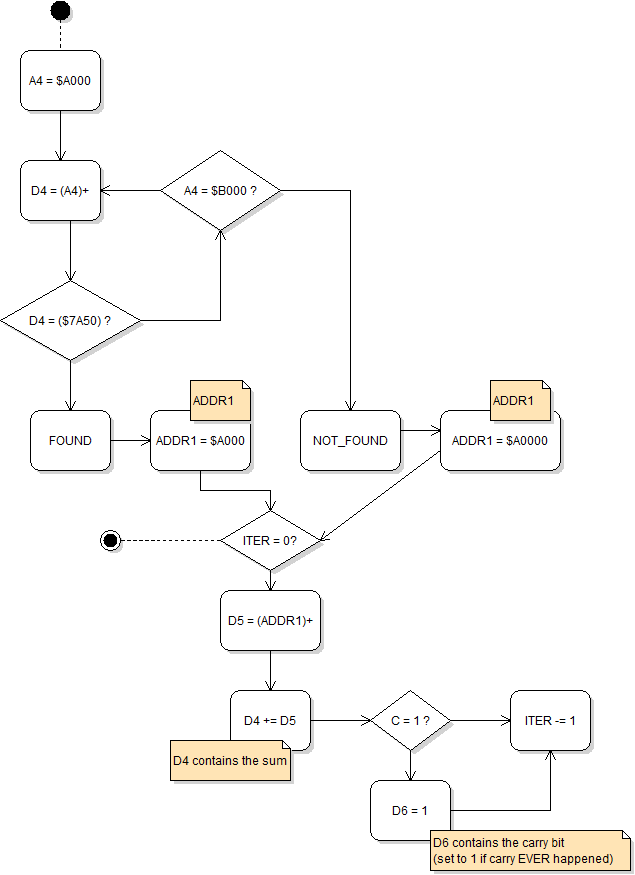 A4 = $A000
D4 = (A4)+
A4 = $B000 ?
D4 = ($7A50) ?
ADDR1
ADDR1
FOUND
ADDR1 = $A000
NOT_FOUND
ADDR1 = $A0000
ITER = 0?
D5 = (ADDR1)+
D4 += D5
C = 1 ?
ITER -= 1
D4 contains the sum
D6 = 1
D6 contains the carry bit
(set to 1 if carry EVER happened)